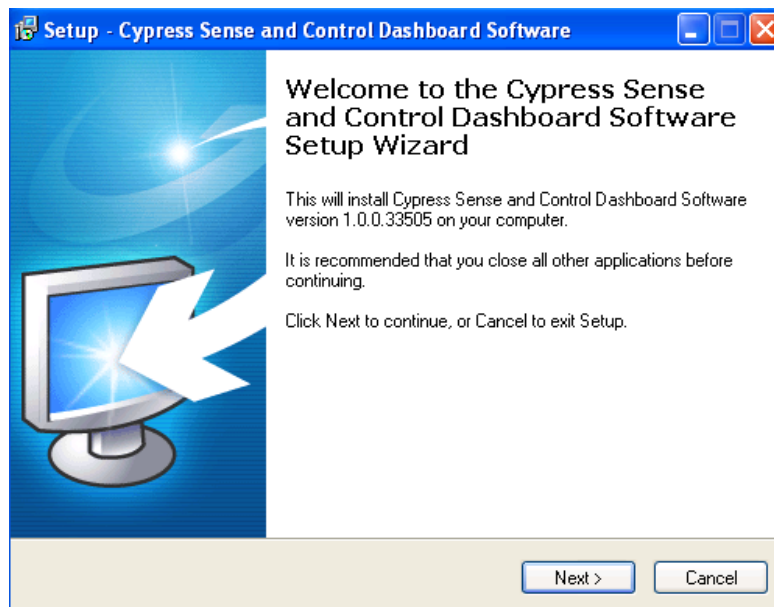 Setup - Cypress Sense and Control Dashboard Software
Welcome to the Cypress Sense
and Control Dashboard Software
Setup Wizard
This will install Cypress Sense and Control Dashboard Software
version 1.0.0.33505 on your computer.
It is recommended that you close all other applications before
continuing.
Click Next to continue, or Cancel to exit Setup.
Next >
Cancel